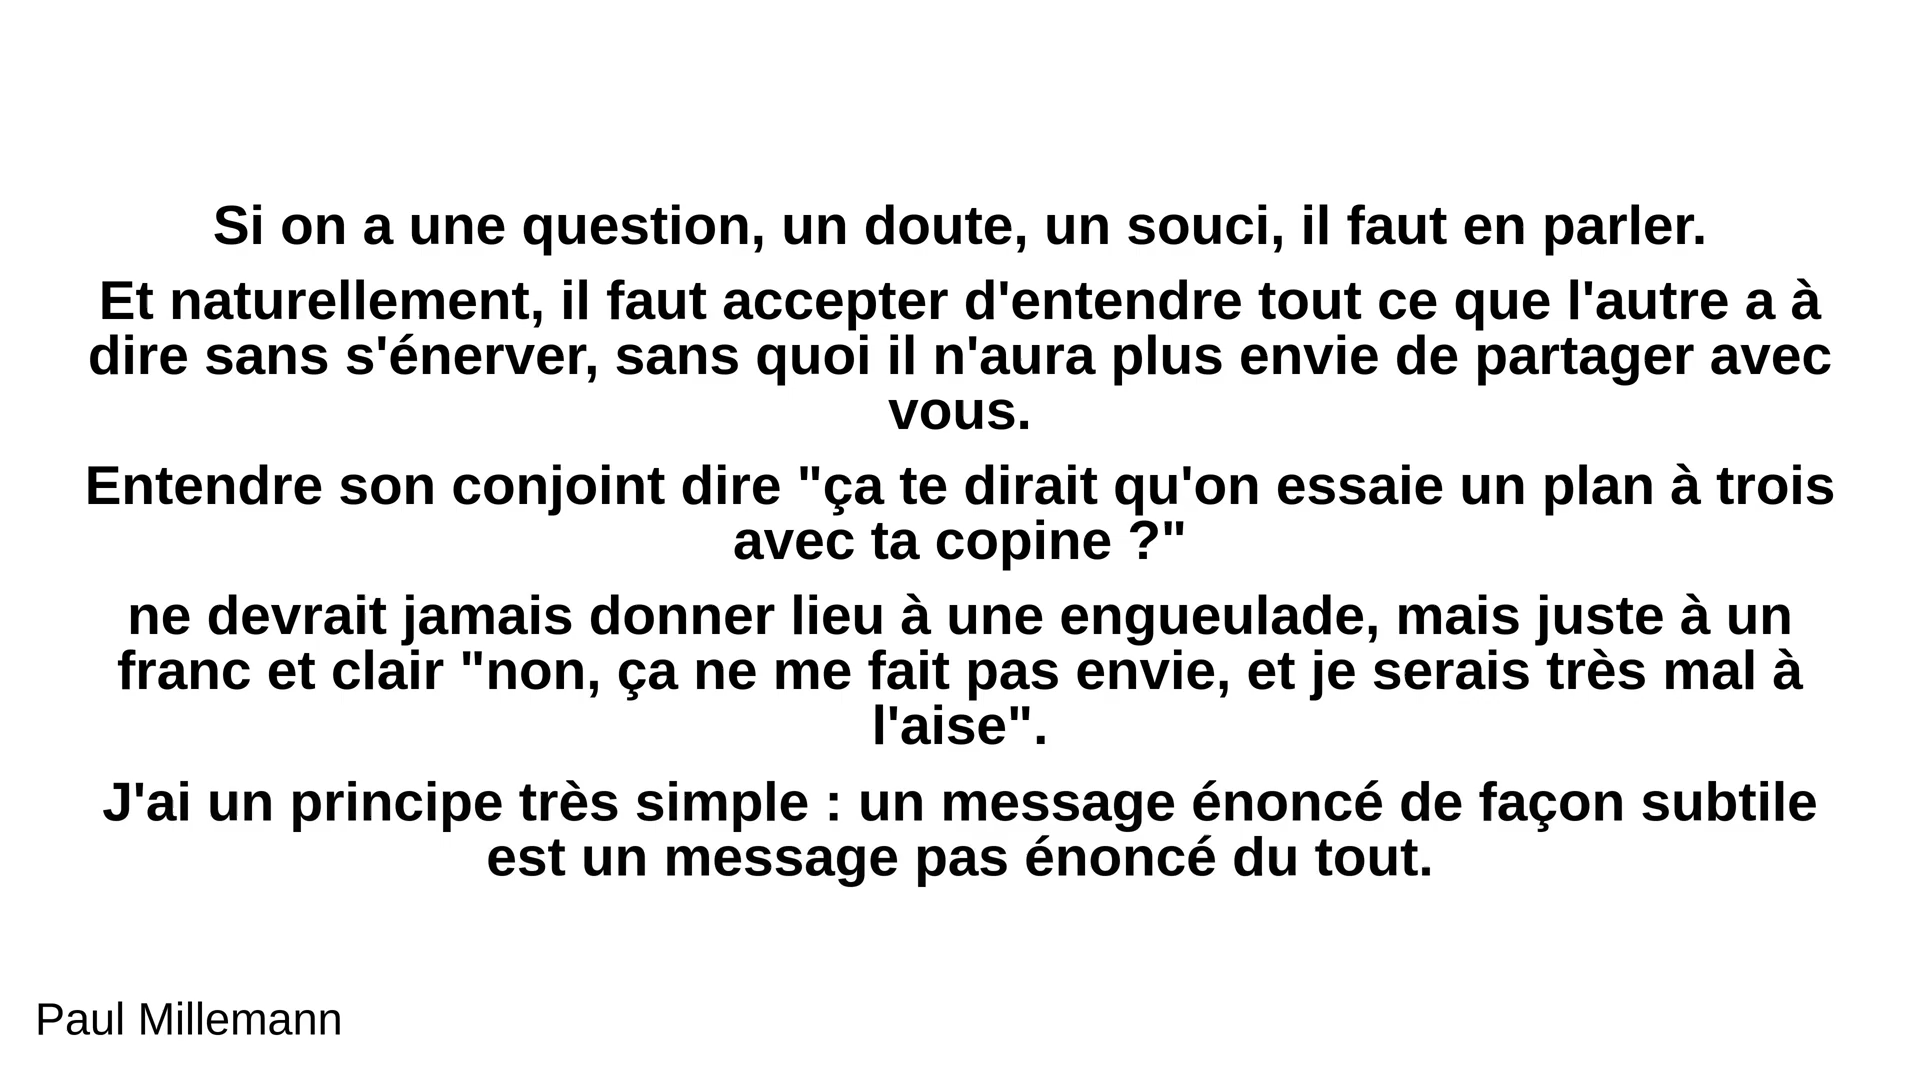 Si on a une question, un doute, un souci, il faut en parler.
Et naturellement, il faut accepter d'entendre tout ce que l'autre a à
dire sans s'énerver, sans quoi il n'aura plus envie de partager avec
vous.
Entendre son conjoint dire "ça te dirait qu'on essaie un plan à trois
avec ta copine ?"
ne devrait jamais donner lieu à une engueulade, mais juste à un
franc et clair "non, ça ne me fait pas envie, et je serais très mal à
l'aise".
J'ai un principe très simple : un message énoncé de façon subtile
est un message pas énoncé du tout.
Paul Millemann